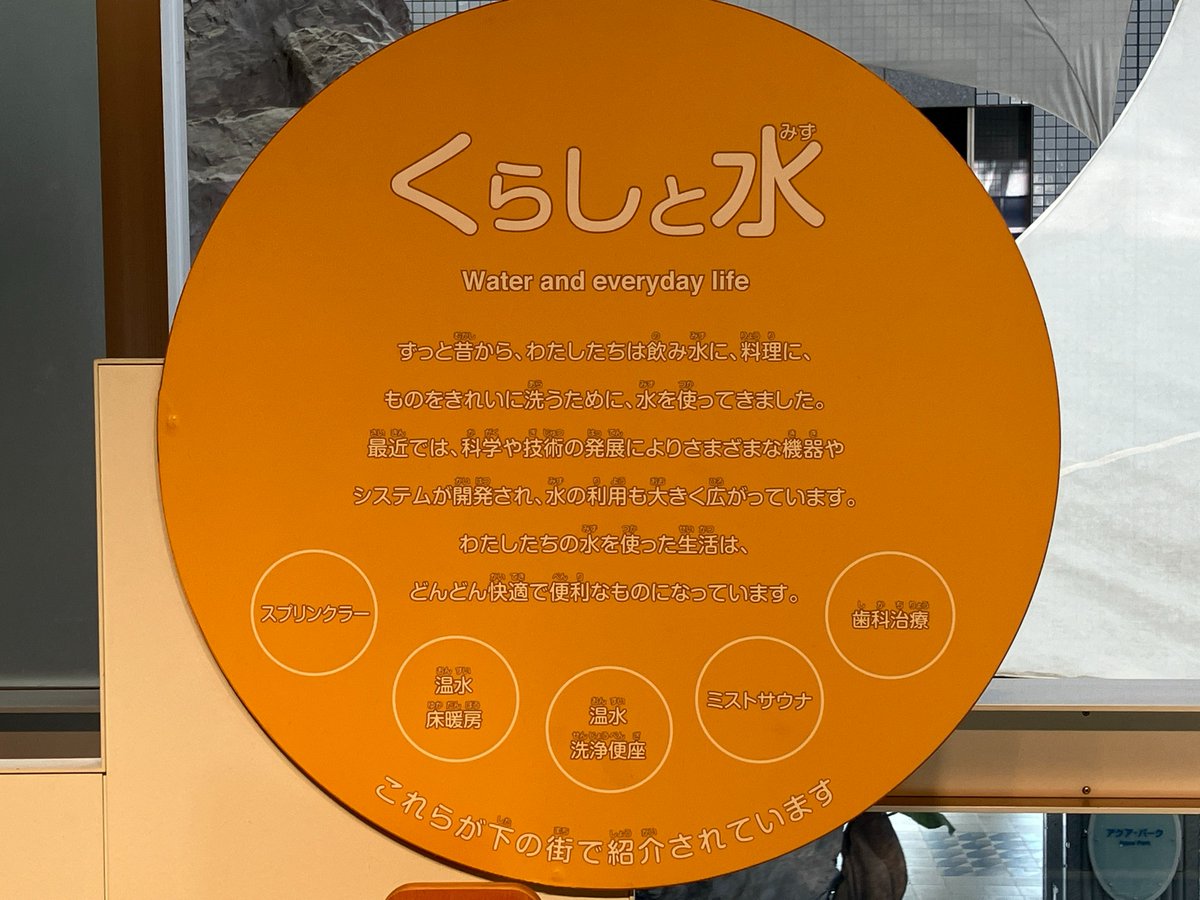 くらしと水
みず
Water and everyday life
ずっと昔から、わたしたちは飲み水に、料理に、
ものをきれいに洗うために、水を使ってきました。
最近では、科学や技術の発展によりさまざまな機器や
システムが開発され、水の利用も大きく広がっています。
わたしたちの水を使った生活は、
どんどん快適で便利なものになっています。
スプリンクラー
温水
床暖房
温水
洗浄便座
ミストサウナ
歯科治療
これらが下の街で紹介されています
アクア・パーク
Aqua Park